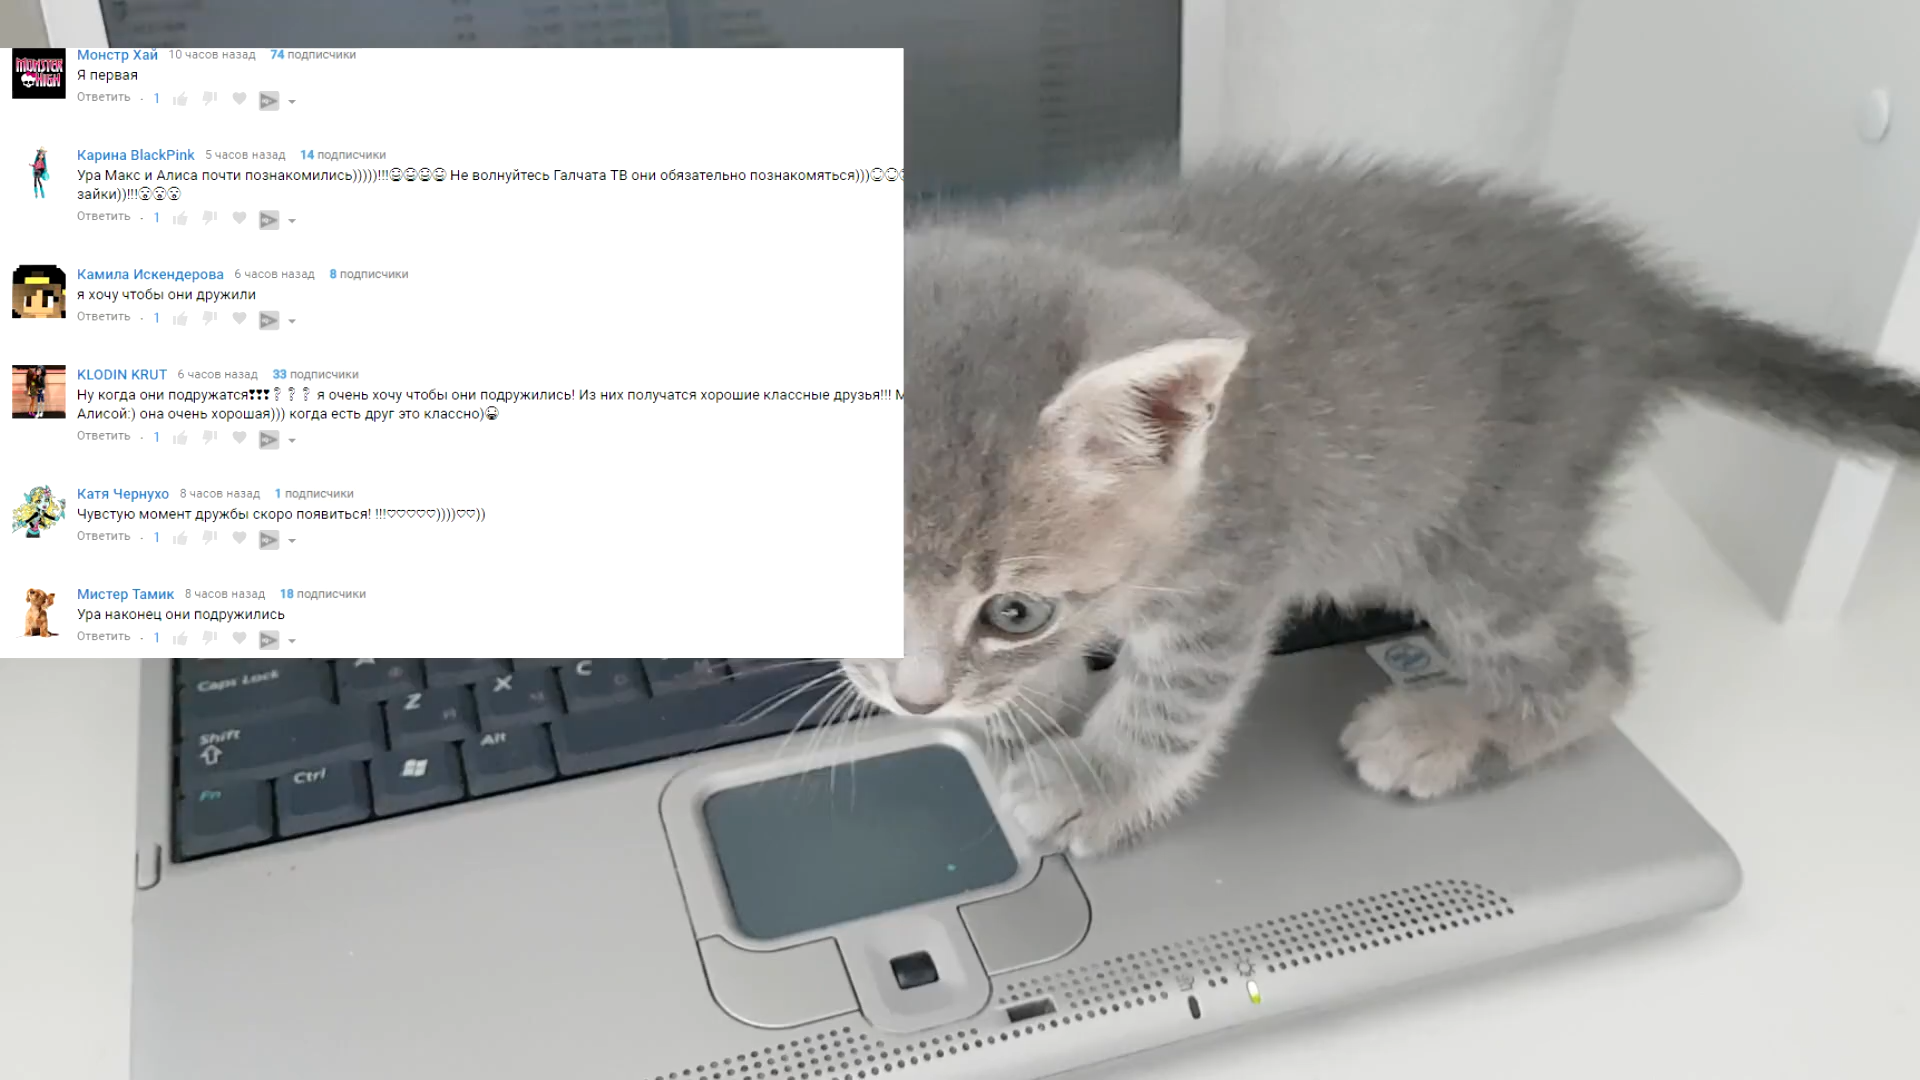 Монстр Хай 10 часов назад 74 подписчики
Я первая
Ответить · 1
Карина BlackPink 5 часов назад 14 подписчики
Ура Макс и Алиса почти познакомились)))))!!!😄😄😄😄 Не волнуйтесь Галчата ТВ они обязательно познакомяться)))
зайки))!!!😮😮😮
Ответить · 1
Камила Искендерова 6 часов назад 8 подписчики
я хочу чтобы они дружили
Ответить · 1
KLODIN KRUT 6 часов назад 33 подписчики
Ну когда они подружатся❣❣❣❔❔❔ я очень хочу чтобы они подружились! Из них получатся хорошие классные друзья!!!
Алисой:) она очень хорошая))) когда есть друг это классно)😀
Ответить · 1
Катя Чернухо 8 часов назад 1 подписчики
Чувстую момент дружбы скоро появиться! !!!♡♡♡♡♡))))♡♡))
Ответить · 1
Мистер Тамик 8 часов назад 18 подписчики
Ура наконец они подружились
Ответить · 1
MONSTER HIGH
Caps Lock
Shift Z X C
Fn Ctrl Alt